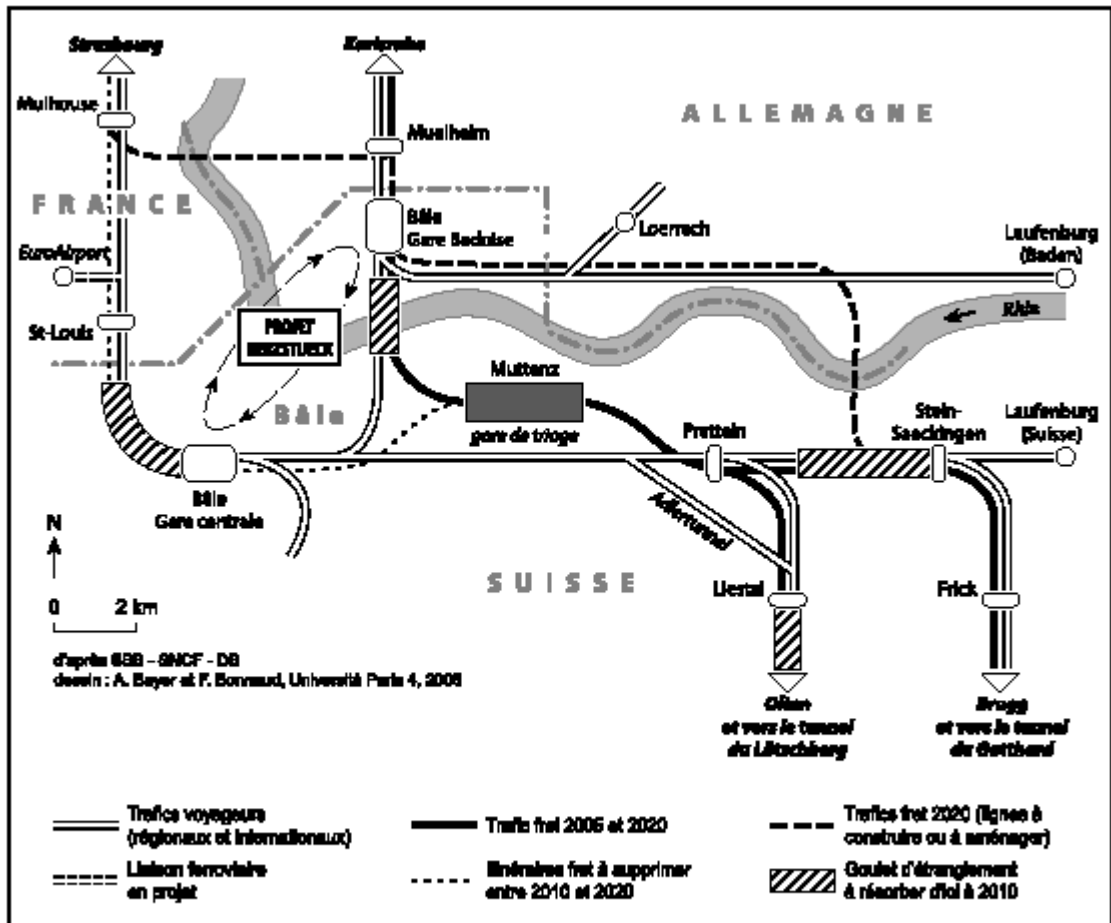 Strasbourg
Karlsruhe
Mulhouse
Muelheim
ALLEMAGNE
FRANCE
Bâle
Gare Badoise
Loerrach
EuroAirport
Laufenburg
(Baden)
St-Louis
PROJET
Rhin
Bâle
Muttenz
gare de triage
Pratteln
Stein-
Saeckingen
Laufenburg
(Suisse)
Bâle
Gare centrale
Adlertunnel
N
SUISSE
0 2 km
Liestal
Frick
d'après SBB - SNCF - DB
dessin : A. Beyer et F. Bonnaud, Université Paris 4,
Olten
et vers le tunnel
du Lötschberg
Brugg
et vers le tunnel
du Gotthard
Trafics voyageurs
(régionaux et internationaux)
Trafic fret 2005 et 2020
Trafics fret 2020 (lignes à
construire ou à aménager)
Liaison ferroviaire
en projet
Itinéraires fret à supprimer
entre 2010 et 2020
Goulet d'étranglement
à résorber d'ici à 2010